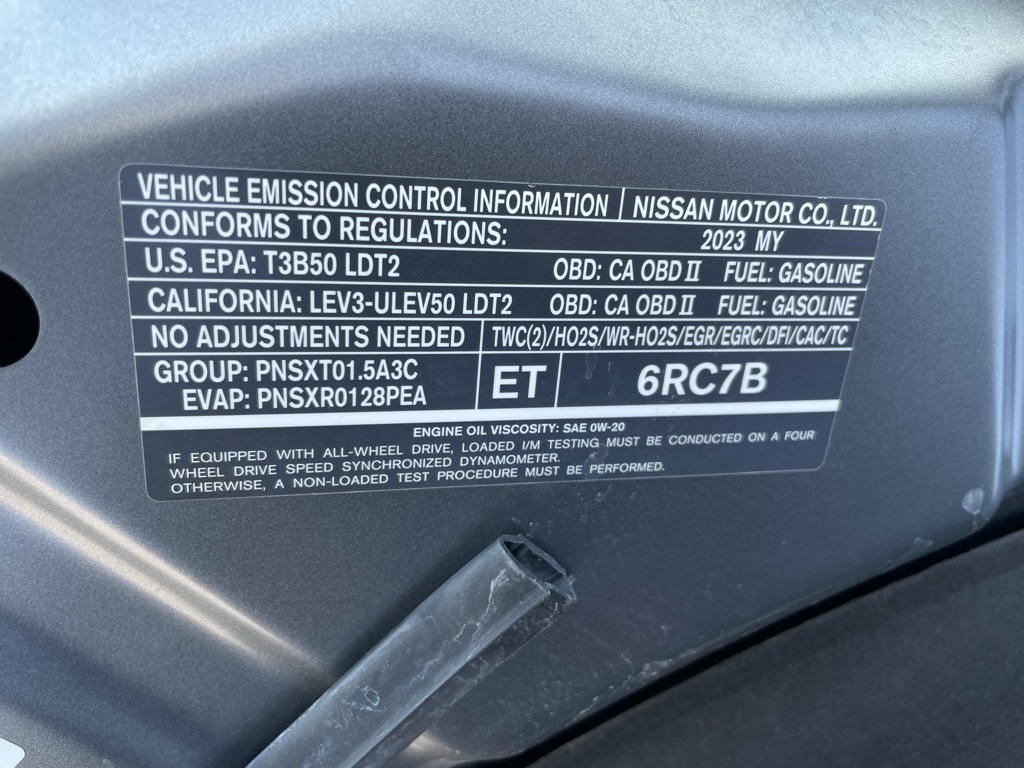 VEHICLE EMISSION CONTROL INFORMATION NISSAN MOTOR CO., LTD.
CONFORMS TO REGULATIONS: 2023 MY
U.S. EPA: T3B50 LDT2 OBD: CA OBD II FUEL: GASOLINE
CALIFORNIA: LEV3-ULEV50 LDT2 OBD: CA OBD II FUEL: GASOLINE
NO ADJUSTMENTS NEEDED TWC(2)/HO2S/WR-HO2S/EGR/EGRC/DFI/CAC/TC
GROUP: PNSXT01.5A3C
EVAP: PNSXR0128PEA
ET 6RC7B
ENGINE OIL VISCOSITY: SAE 0W-20
IF EQUIPPED WITH ALL-WHEEL DRIVE, LOADED I/M TESTING MUST BE CONDUCTED ON A FOUR
WHEEL DRIVE SPEED SYNCHRONIZED DYNAMOMETER.
OTHERWISE, A NON-LOADED TEST PROCEDURE MUST BE PERFORMED.